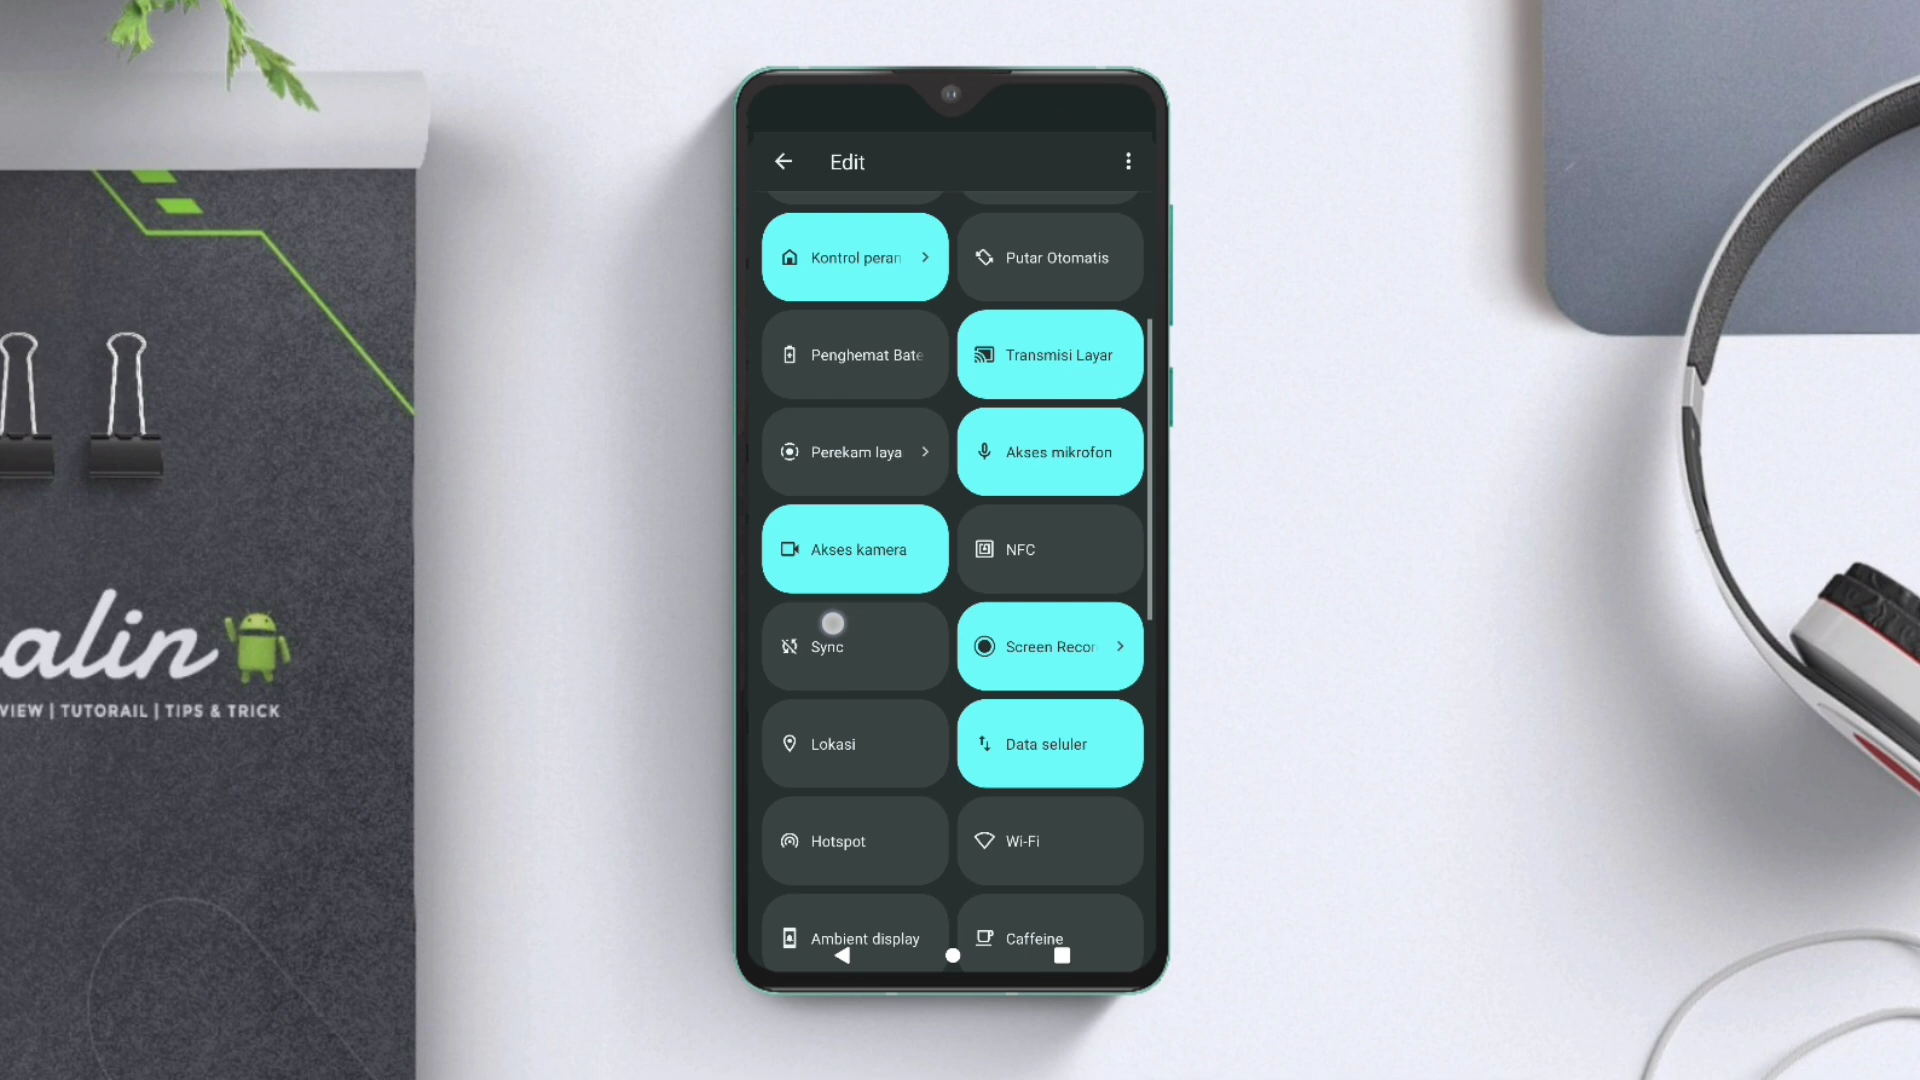 Edit
Kontrol peran
Putar Otomatis
Penghemat Bate
Transmisi Layar
Perekam laya
Akses mikrofon
Akses kamera
NFC
Sync
Screen Recor
Lokasi
Data seluler
Hotspot
Wi-Fi
Ambient display
Caffeine
alin
VIEW | TUTORAIL | TIPS & TRICK